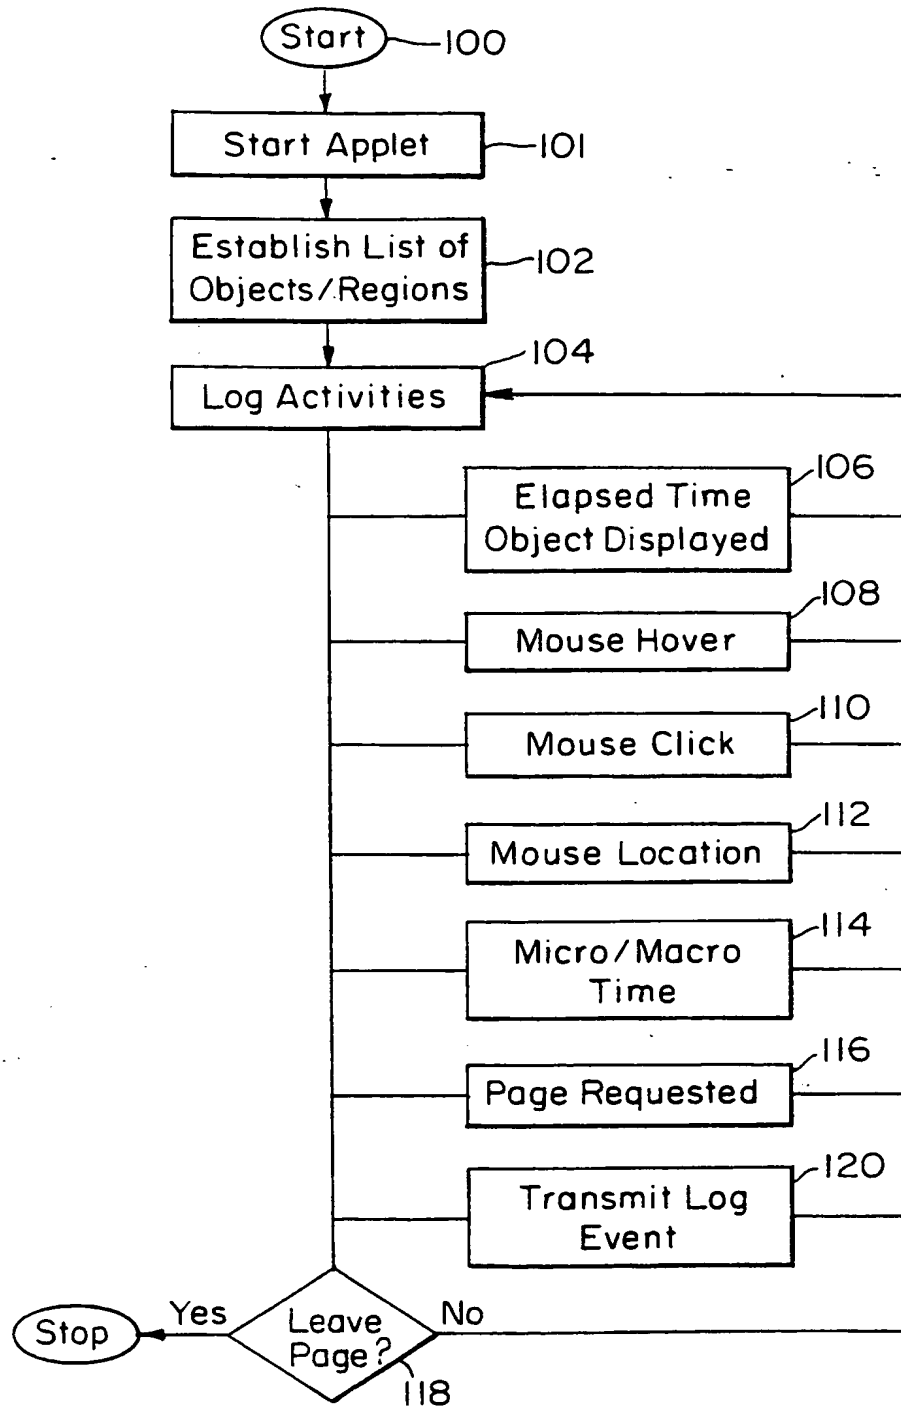 Start
100
Start Applet
101
Establish List of
Objects/Regions
102
104
Log Activities
106
Elapsed Time
Object Displayed
108
Mouse Hover
110
Mouse Click
112
Mouse Location
114
Micro/Macro
Time
116
Page Requested
120
Transmit Log
Event
Yes
No
Stop
Leave
Page?
118